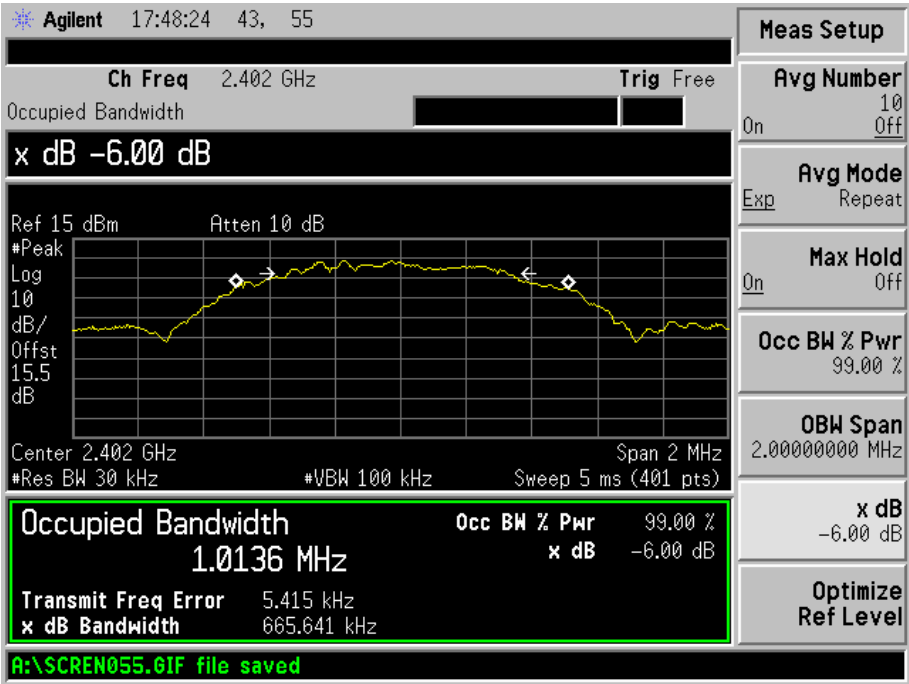 Agilent 17:48:24 43, 55
Ch Freq 2.402 GHz Trig Free
Occupied Bandwidth
x dB -6.00 dB
Ref 15 dBm Atten 10 dB
#Peak
Log
10
dB/
Offst
15.5
dB
Center 2.402 GHz Span 2 MHz
#Res BW 30 kHz #VBW 100 kHz Sweep 5 ms (401 pts)
Occupied Bandwidth
1.0136 MHz
Occ BW % Pwr 99.00 %
x dB -6.00 dB
Transmit Freq Error 5.415 kHz
x dB Bandwidth 665.641 kHz
A:\SCREN055.GIF file saved
Meas Setup
Avg Number
10
On Off
Avg Mode
Exp Repeat
Max Hold
On Off
Occ BW % Pwr
99.00 %
OBW Span
2.00000000 MHz
x dB
-6.00 dB
Optimize
Ref Level